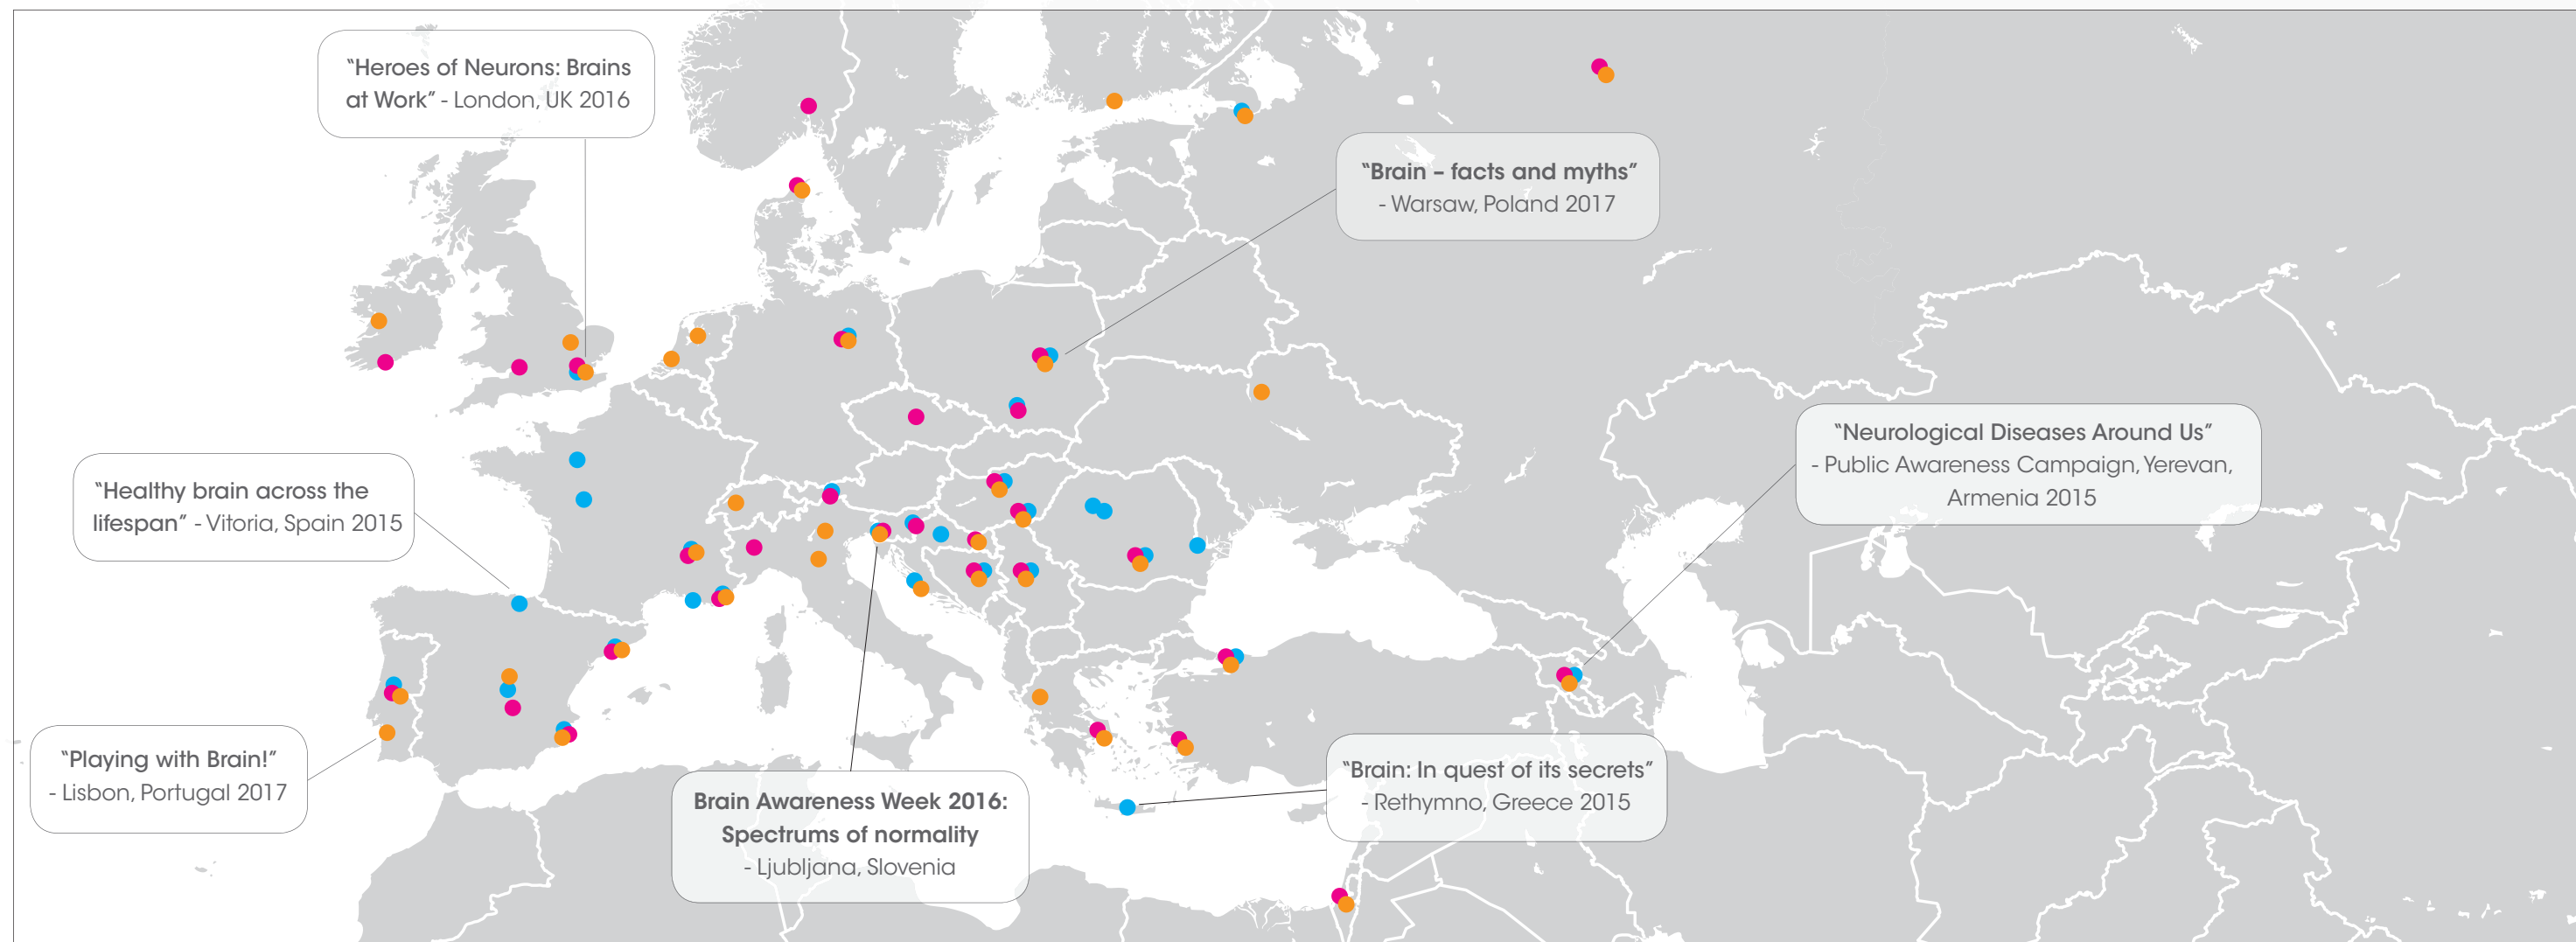 “Heroes of Neurons: Brains
at Work” - London, UK 2016
“Brain – facts and myths”
- Warsaw, Poland 2017
“Neurological Diseases Around Us”
- Public Awareness Campaign, Yerevan,
Armenia 2015
“Healthy brain across the
lifespan” - Vitoria, Spain 2015
“Playing with Brain!”
- Lisbon, Portugal 2017
Brain Awareness Week 2016:
Spectrums of normality
- Ljubljana, Slovenia
“Brain: In quest of its secrets”
- Rethymno, Greece 2015